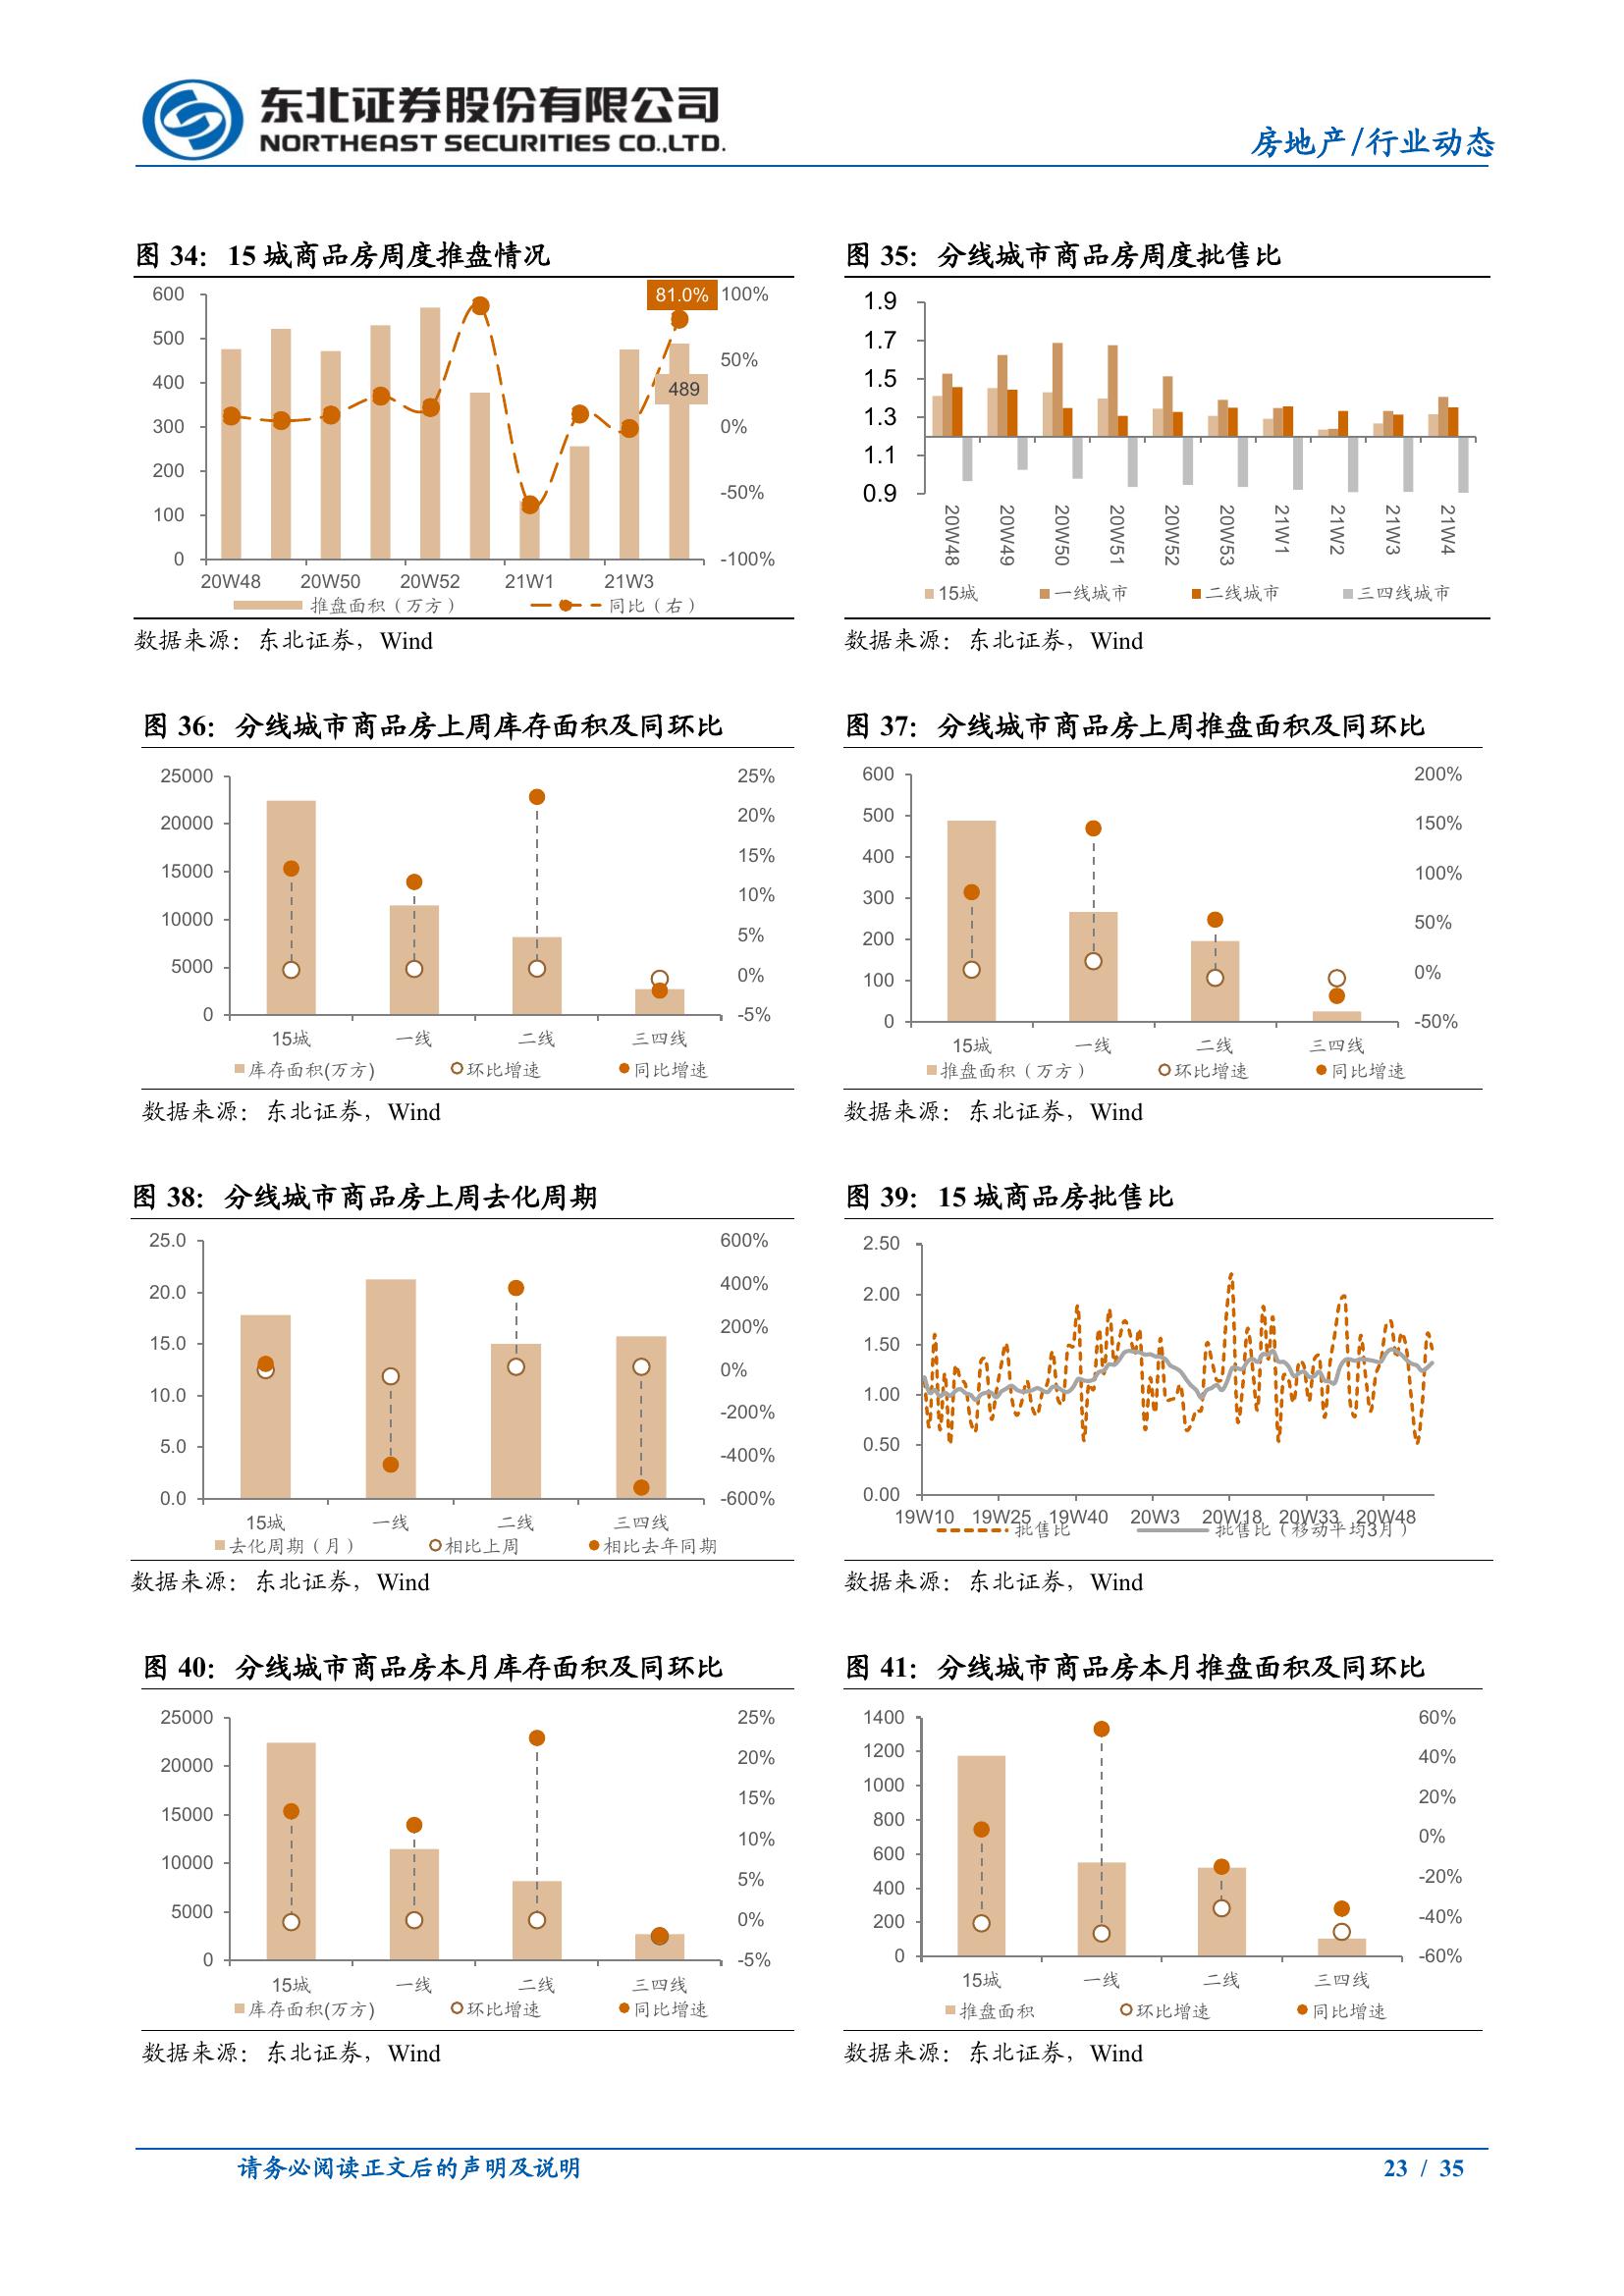 东北证券股份有限公司
NORTHEAST SECURITIES CO.,LTD.
房地产/行业动态
图 34：15 城商品房周度推盘情况
600
500
400
300
200
100
0
100%
50%
0%
-50%
-100%
81.0%
489
20W48 20W50 20W52 21W1 21W3
推盘面积（万方） 同比（右）
数据来源：东北证券，Wind
图 35：分线城市商品房周度批售比
1.9
1.7
1.5
1.3
1.1
0.9
20W48 20W49 20W50 20W51 20W52 20W53 21W1 21W2 21W3 21W4
15城 一线城市 二线城市 三四线城市
数据来源：东北证券，Wind
图 36：分线城市商品房上周库存面积及同环比
25000
20000
15000
10000
5000
0
25%
20%
15%
10%
5%
0%
-5%
15城 一线 二线 三四线
库存面积(万方) 环比增速 同比增速
数据来源：东北证券，Wind
图 37：分线城市商品房上周推盘面积及同环比
600
500
400
300
200
100
0
200%
150%
100%
50%
0%
-50%
15城 一线 二线 三四线
推盘面积（万方） 环比增速 同比增速
数据来源：东北证券，Wind
图 38：分线城市商品房上周去化周期
25.0
20.0
15.0
10.0
5.0
0.0
600%
400%
200%
0%
-200%
-400%
-600%
15城 一线 二线 三四线
去化周期（月） 相比上周 相比去年同期
数据来源：东北证券，Wind
图 39：15 城商品房批售比
2.50
2.00
1.50
1.00
0.50
0.00
19W10 19W25 19W40 20W3 20W18 20W33 20W48
批售比 批售比（移动平均3月）
数据来源：东北证券，Wind
图 40：分线城市商品房本月库存面积及同环比
25000
20000
15000
10000
5000
0
25%
20%
15%
10%
5%
0%
-5%
15城 一线 二线 三四线
库存面积(万方) 环比增速 同比增速
数据来源：东北证券，Wind
图 41：分线城市商品房本月推盘面积及同环比
1400
1200
1000
800
600
400
200
0
60%
40%
20%
0%
-20%
-40%
-60%
15城 一线 二线 三四线
推盘面积 环比增速 同比增速
数据来源：东北证券，Wind
请务必阅读正文后的声明及说明
23 / 35